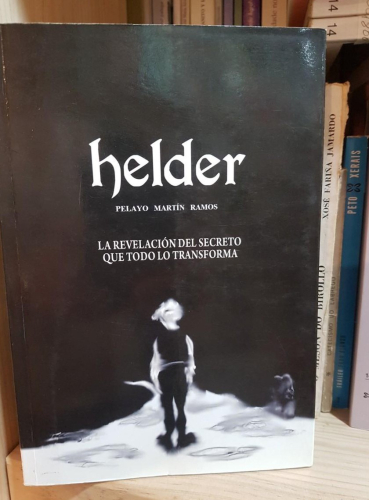 helder
PELAYO MARTÍN RAMOS
LA REVELACIÓN DEL SECRETO
QUE TODO LO TRANSFORMA
XOSÉ FARIÑA JAMARDO
PETO XERAIS
14
14